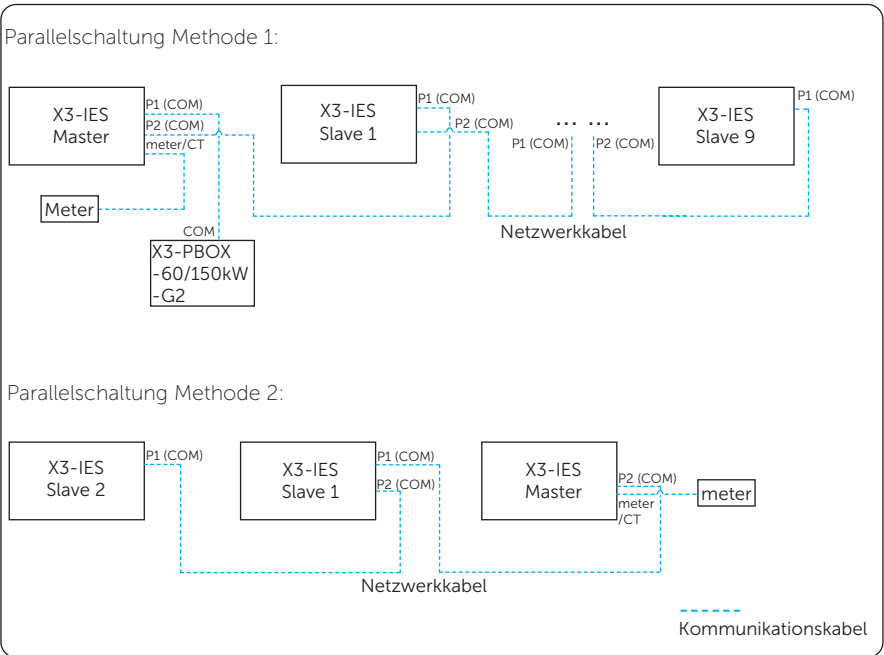 Parallelschaltung Methode 1:
X3-IES
Master
P1 (COM)
P2 (COM)
meter/CT
Meter
COM
X3-PBOX
-60/150kW
-G2
X3-IES
Slave 1
P1 (COM)
P2 (COM)
... ...
P1 (COM)
P2 (COM)
X3-IES
Slave 9
P1 (COM)
Netzwerkkabel
Parallelschaltung Methode 2:
X3-IES
Slave 2
P1 (COM)
X3-IES
Slave 1
P1 (COM)
P2 (COM)
X3-IES
Master
P2 (COM)
meter
/CT
meter
Netzwerkkabel
Kommunikationskabel